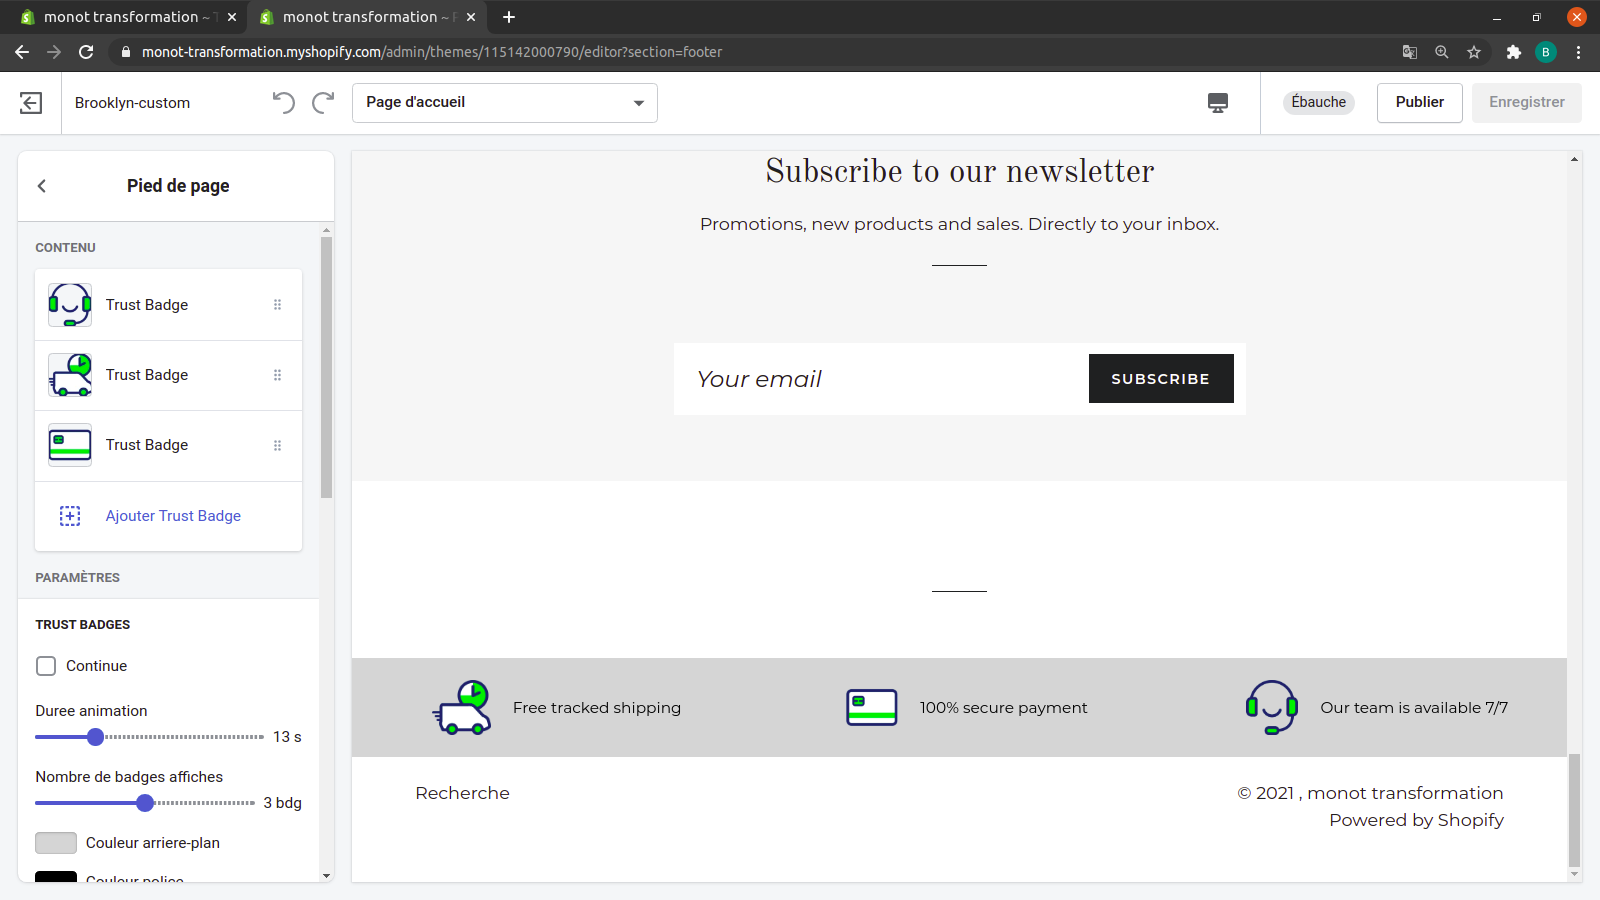 monot transformation ~ T
monot transformation ~ P
monot-transformation.myshopify.com/admin/themes/115142000790/editor?section=footer
B
Brooklyn-custom
Page d'accueil
Ébauche
Publier
Enregistrer
Pied de page
CONTENU
Trust Badge
Trust Badge
Trust Badge
Ajouter Trust Badge
PARAMÈTRES
TRUST BADGES
Continue
Duree animation
13 s
Nombre de badges affiches
3 bdg
Couleur arriere-plan
Couleur police
Subscribe to our newsletter
Promotions, new products and sales. Directly to your inbox.
Your email
SUBSCRIBE
Free tracked shipping
100% secure payment
Our team is available 7/7
Recherche
© 2021 , monot transformation
Powered by Shopify